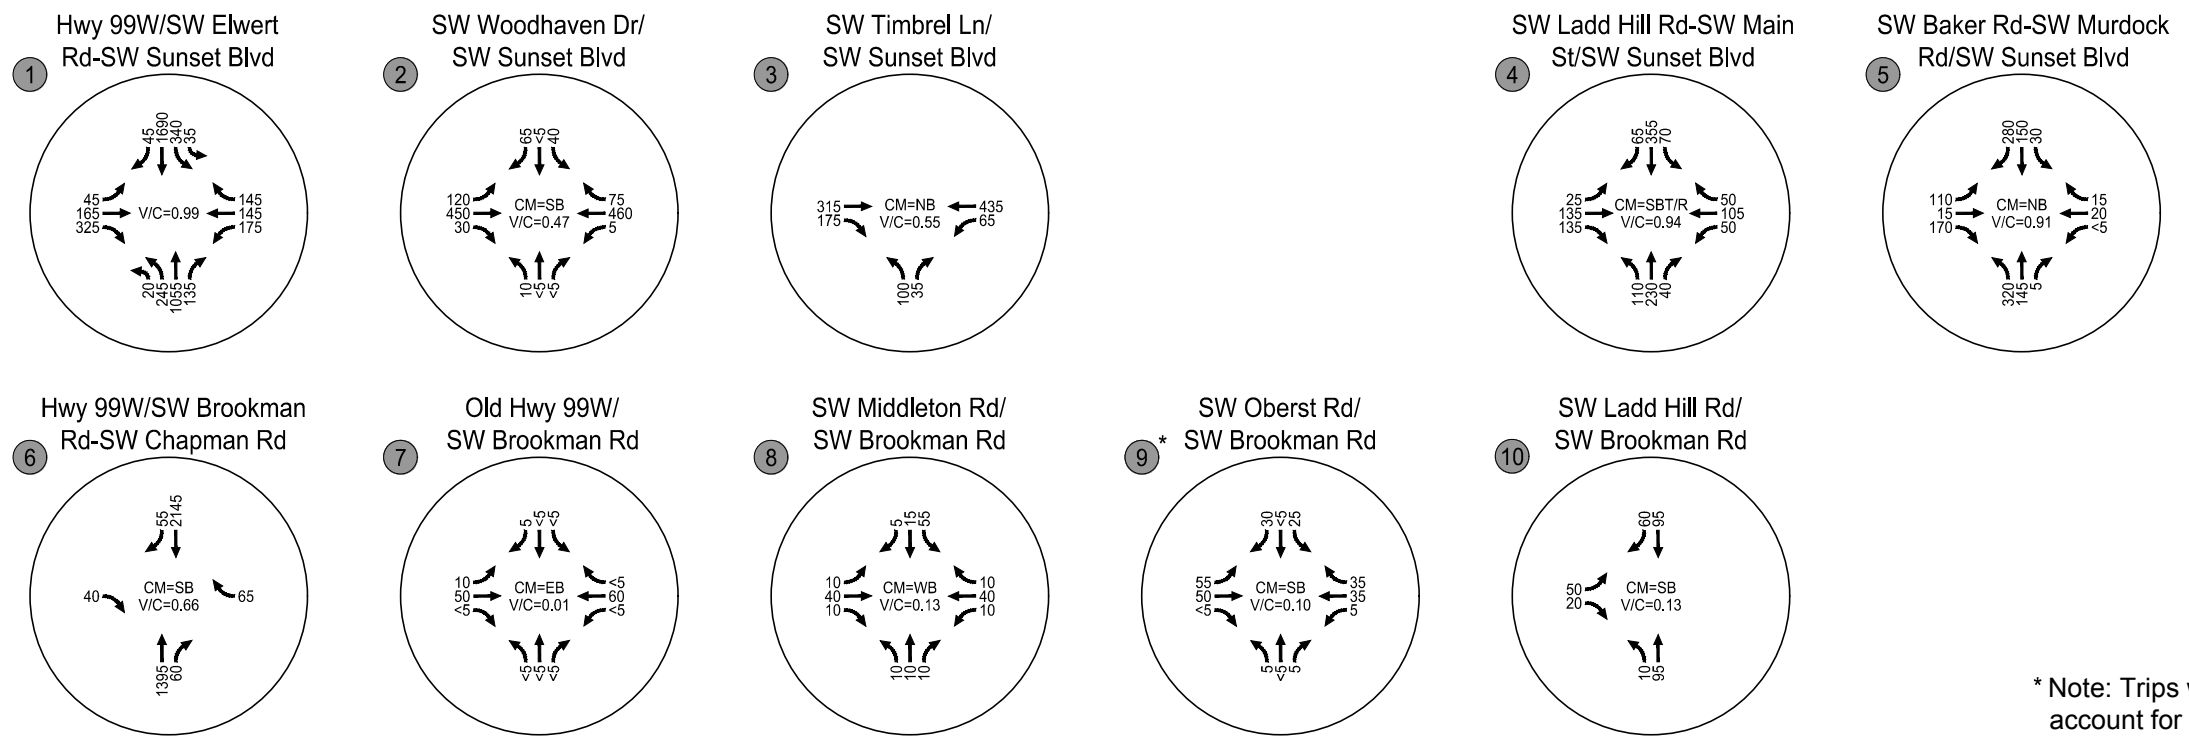 Hwy 99W/SW Elwert
Rd-SW Sunset Blvd
1
45
1690
340
35
45
165
325
V/C=0.99
145
145
175
20
245
1055
135
SW Woodhaven Dr/
SW Sunset Blvd
2
65
<5
40
120
450
30
CM=SB
V/C=0.47
75
460
5
10
<5
<5
SW Timbrel Ln/
SW Sunset Blvd
3
315
175
CM=NB
V/C=0.55
435
65
100
35
SW Ladd Hill Rd-SW Main
St/SW Sunset Blvd
4
65
355
70
25
135
135
CM=SBT/R
V/C=0.94
50
105
50
110
230
40
SW Baker Rd-SW Murdock
Rd/SW Sunset Blvd
5
280
150
30
110
15
170
CM=NB
V/C=0.91
15
20
<5
320
145
5
Hwy 99W/SW Brookman
Rd-SW Chapman Rd
6
55
2145
40
CM=SB
V/C=0.66
65
1395
60
Old Hwy 99W/
SW Brookman Rd
7
5
<5
<5
10
50
<5
CM=EB
V/C=0.01
<5
60
<5
<5
<5
<5
SW Middleton Rd/
SW Brookman Rd
8
5
15
55
10
40
10
CM=WB
V/C=0.13
10
40
10
10
10
10
SW Oberst Rd/
SW Brookman Rd
9 *
30
<5
25
55
50
<5
CM=SB
V/C=0.10
35
35
5
5
<5
5
SW Ladd Hill Rd/
SW Brookman Rd
10
60
95
50
20
CM=SB
V/C=0.13
10
95
* Note: Trips
account for